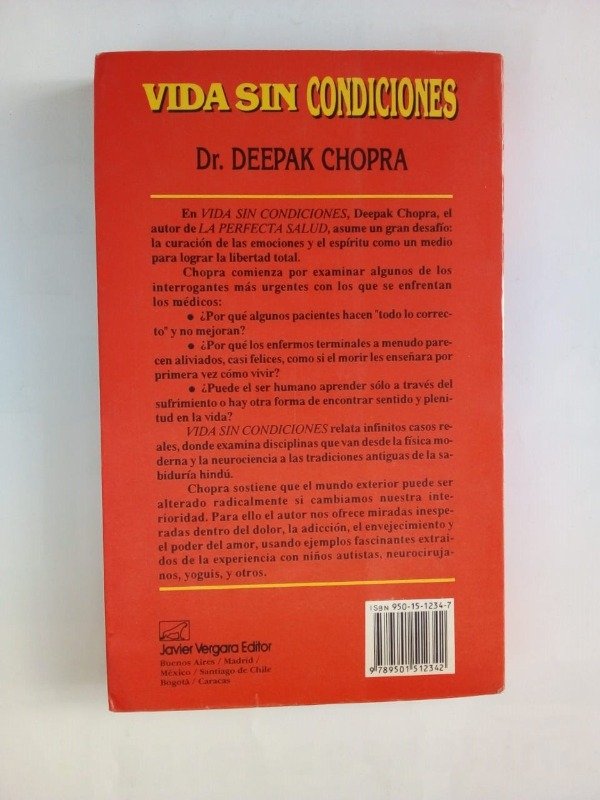 VIDA SIN CONDICIONES
Dr. DEEPAK CHOPRA
En VIDA SIN CONDICIONES, Deepak Chopra, el
autor de LA PERFECTA SALUD, asume un gran desafío:
la curación de las emociones y el espíritu como un medio
para lograr la libertad total.
Chopra comienza por examinar algunos de los
interrogantes más urgentes con los que se enfrentan
los médicos:
● ¿Por qué algunos pacientes hacen "todo lo correc-
to" y no mejoran?
● ¿Por qué los enfermos terminales a menudo pare-
cen aliviados, casi felices, como si el morir les enseñara por
primera vez cómo vivir?
● ¿Puede el ser humano aprender sólo a través del
sufrimiento o hay otra forma de encontrar sentido y pleni-
tud en la vida?
VIDA SIN CONDICIONES relata infinitos casos re-
ales, donde examina disciplinas que van desde la física mo-
derna y la neurociencia a las tradiciones antiguas de la sa-
biduría hindú.
Chopra sostiene que el mundo exterior puede ser
alterado radicalmente si cambiamos nuestra inte-
rioridad. Para ello el autor nos ofrece miradas inespe-
radas dentro del dolor, la adicción, el envejecimiento y
el poder del amor, usando ejemplos fascinantes extraí-
dos de la experiencia con niños autistas, neurociruja-
nos, yoguis, y otros.
Javier Vergara Editor
Buenos Aires / Madrid /
México / Santiago de Chile
Bogotá / Caracas
ISBN 950-15-1234-7
9 789501 512342